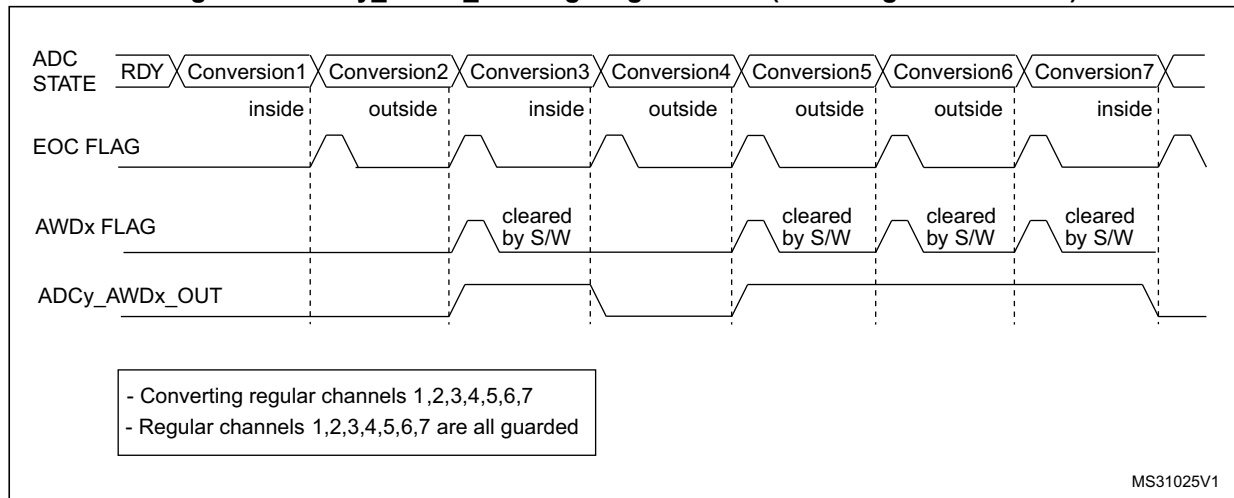 ADC
STATE
RDY Conversion1 Conversion2 Conversion3 Conversion4 Conversion5 Conversion6 Conversion7
inside outside inside outside outside outside inside
EOC FLAG
AWDx FLAG
cleared
by S/W
cleared
by S/W
cleared
by S/W
cleared
by S/W
ADCy_AWDx_OUT
- Converting regular channels 1,2,3,4,5,6,7
- Regular channels 1,2,3,4,5,6,7 are all guarded
MS31025V1